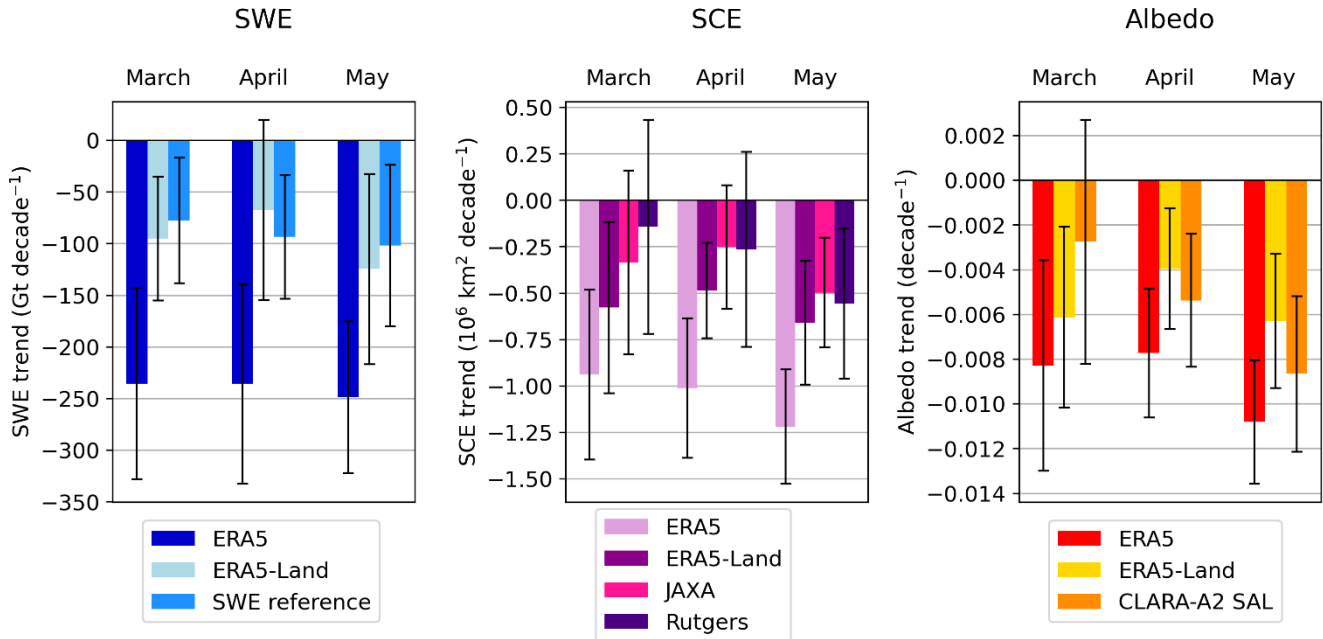 SWE
March April May
SWE trend (Gt decade⁻¹)
0
−50
−100
−150
−200
−250
−300
−350
ERA5
ERA5-Land
SWE reference
SCE
March April May
SCE trend (10⁶ km² decade⁻¹)
0.50
0.25
0.00
−0.25
−0.50
−0.75
−1.00
−1.25
−1.50
ERA5
ERA5-Land
JAXA
Rutgers
Albedo
March April May
Albedo trend (decade⁻¹)
0.002
0.000
−0.002
−0.004
−0.006
−0.008
−0.010
−0.012
−0.014
ERA5
ERA5-Land
CLARA-A2 SAL